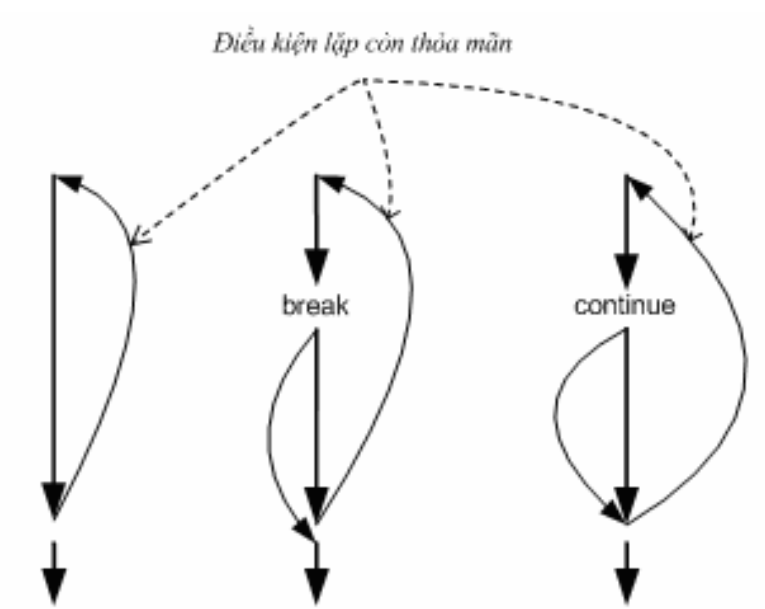 Điều kiện lặp còn thỏa mãn
break
continue